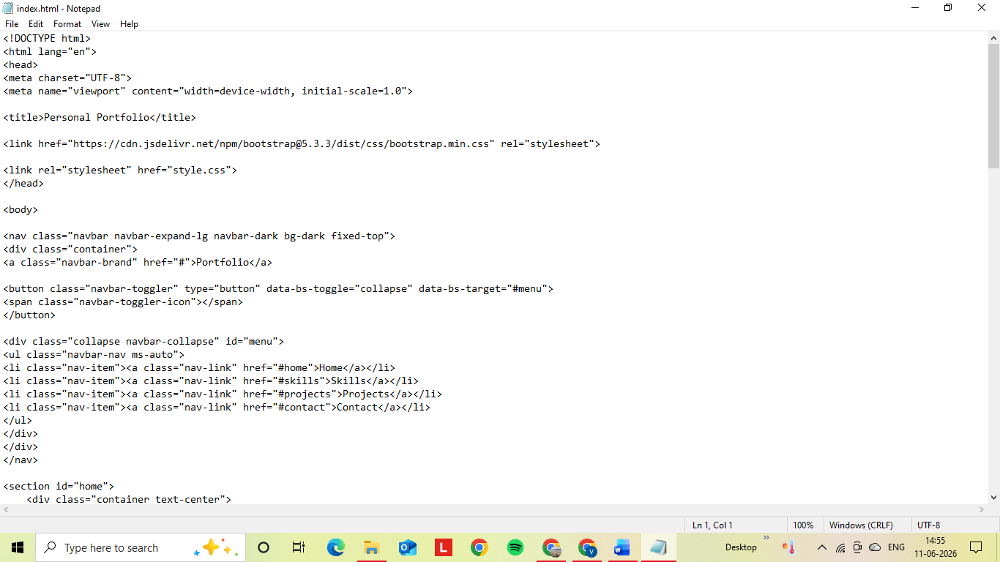 index.html - Notepad
File Edit Format View Help
<!DOCTYPE html>
<html lang="en">
<head>
<meta charset="UTF-8">
<meta name="viewport" content="width=device-width, initial-scale=1.0">
<title>Personal Portfolio</title>
<link href="https://cdn.jsdelivr.net/npm/bootstrap@5.3.3/dist/css/bootstrap.min.css" rel="stylesheet">
<link rel="stylesheet" href="style.css">
</head>
<body>
<nav class="navbar navbar-expand-lg navbar-dark bg-dark fixed-top">
<div class="container">
<a class="navbar-brand" href="#">Portfolio</a>
<button class="navbar-toggler" type="button" data-bs-toggle="collapse" data-bs-target="#menu">
<span class="navbar-toggler-icon"></span>
</button>
<div class="collapse navbar-collapse" id="menu">
<ul class="navbar-nav ms-auto">
<li class="nav-item"><a class="nav-link" href="#home">Home</a></li>
<li class="nav-item"><a class="nav-link" href="#skills">Skills</a></li>
<li class="nav-item"><a class="nav-link" href="#projects">Projects</a></li>
<li class="nav-item"><a class="nav-link" href="#contact">Contact</a></li>
</ul>
</div>
</div>
</nav>
<section id="home">
    <div class="container text-center">
Ln 1, Col 1 100% Windows (CRLF) UTF-8
Type here to search L V W Desktop ENG 14:55
11-06-2026